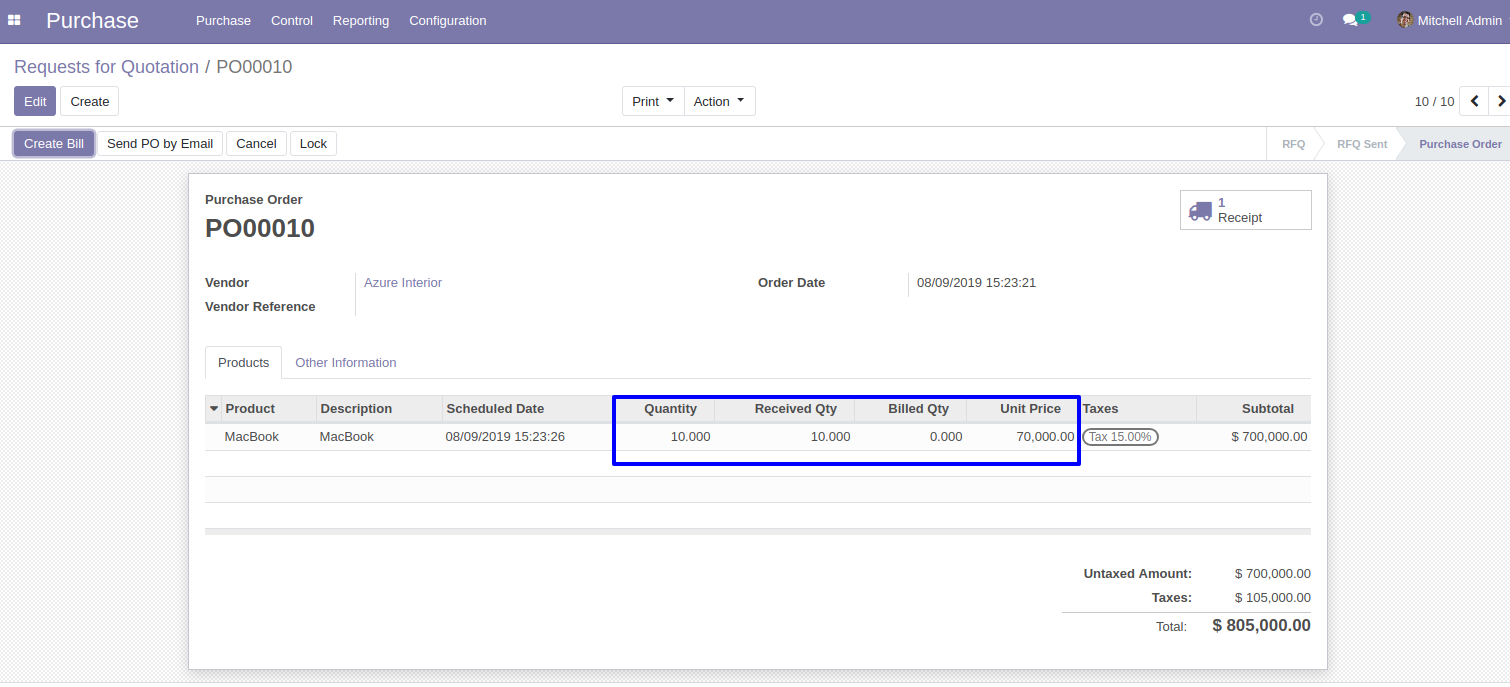 Purchase Purchase Control Reporting Configuration 1 Mitchell Admin
Requests for Quotation / PO00010
Edit Create Print Action 10 / 10
Create Bill Send PO by Email Cancel Lock RFQ RFQ Sent Purchase Order
Purchase Order
PO00010
1
Receipt
Vendor Azure Interior Order Date 08/09/2019 15:23:21
Vendor Reference
Products Other Information
Product Description Scheduled Date Quantity Received Qty Billed Qty Unit Price Taxes Subtotal
MacBook MacBook 08/09/2019 15:23:26 10.000 10.000 0.000 70,000.00 Tax 15.00% $ 700,000.00
Untaxed Amount: $ 700,000.00
Taxes: $ 105,000.00
Total: $ 805,000.00